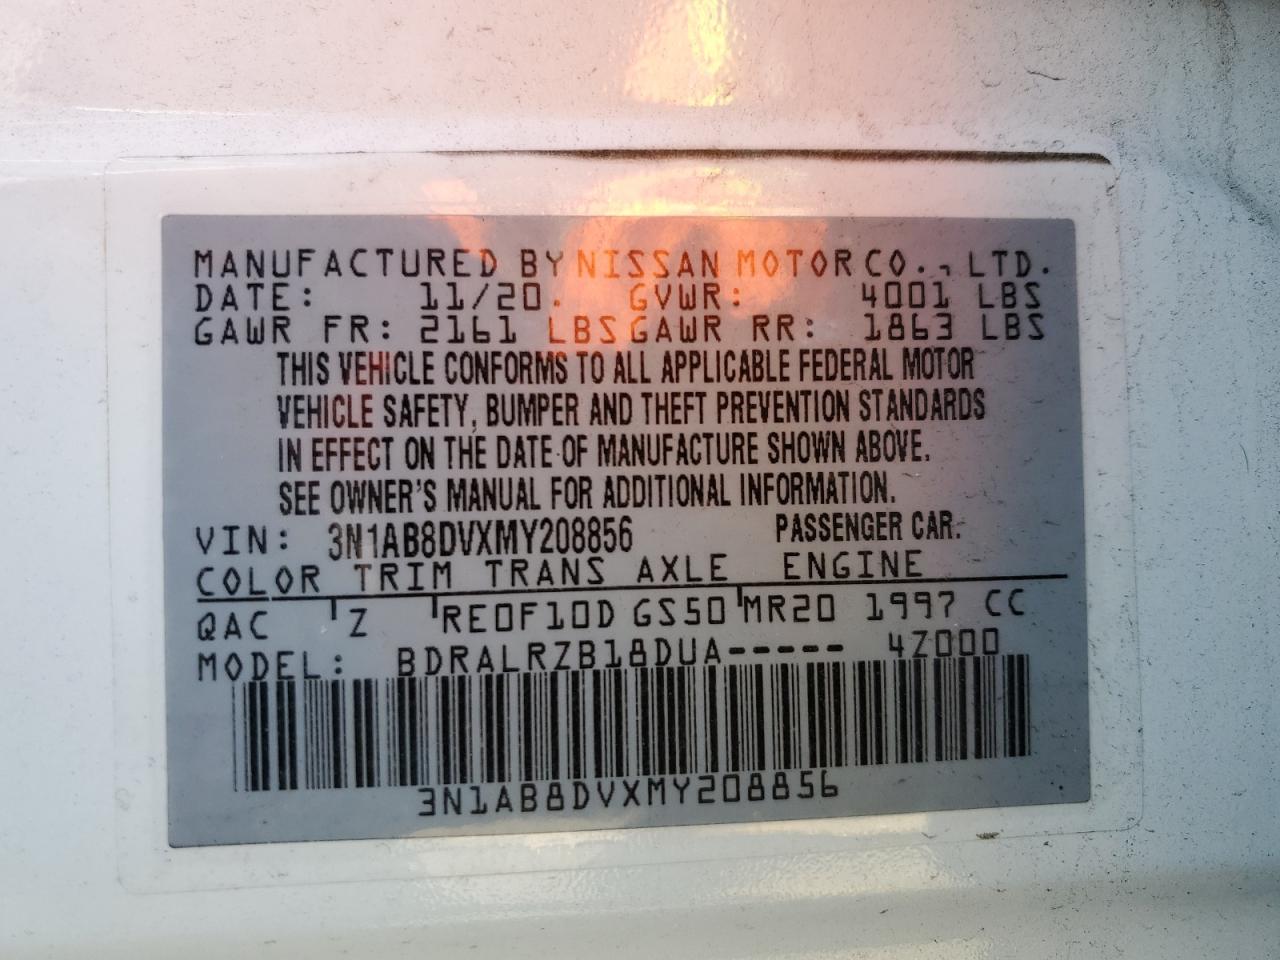 MANUFACTURED BY NISSAN MOTOR CO., LTD.
DATE: 11/20. GVWR: 4001 LBS
GAWR FR: 2161 LBS GAWR RR: 1863 LBS
THIS VEHICLE CONFORMS TO ALL APPLICABLE FEDERAL MOTOR
VEHICLE SAFETY, BUMPER AND THEFT PREVENTION STANDARDS
IN EFFECT ON THE DATE OF MANUFACTURE SHOWN ABOVE.
SEE OWNER'S MANUAL FOR ADDITIONAL INFORMATION.
VIN: 3N1AB8DVXMY208856 PASSENGER CAR.
COLOR TRIM TRANS AXLE ENGINE
QAC Z RE0F10D GS50 MR20 1997 CC
MODEL: BDRALRZB18DUA----- 4Z000
3N1AB8DVXMY208856